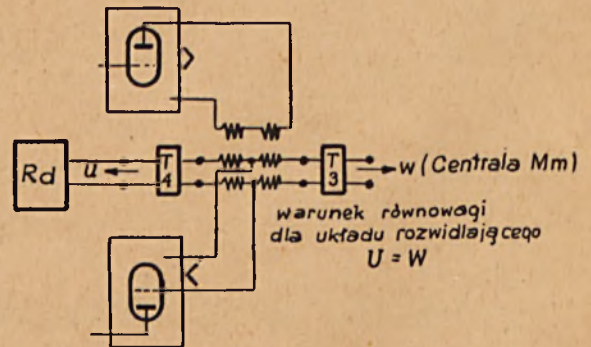 Rd
u
T
4
T
3
w (Centrala Mm)
warunek równowagi
dla układu rozwidlającego
U = W